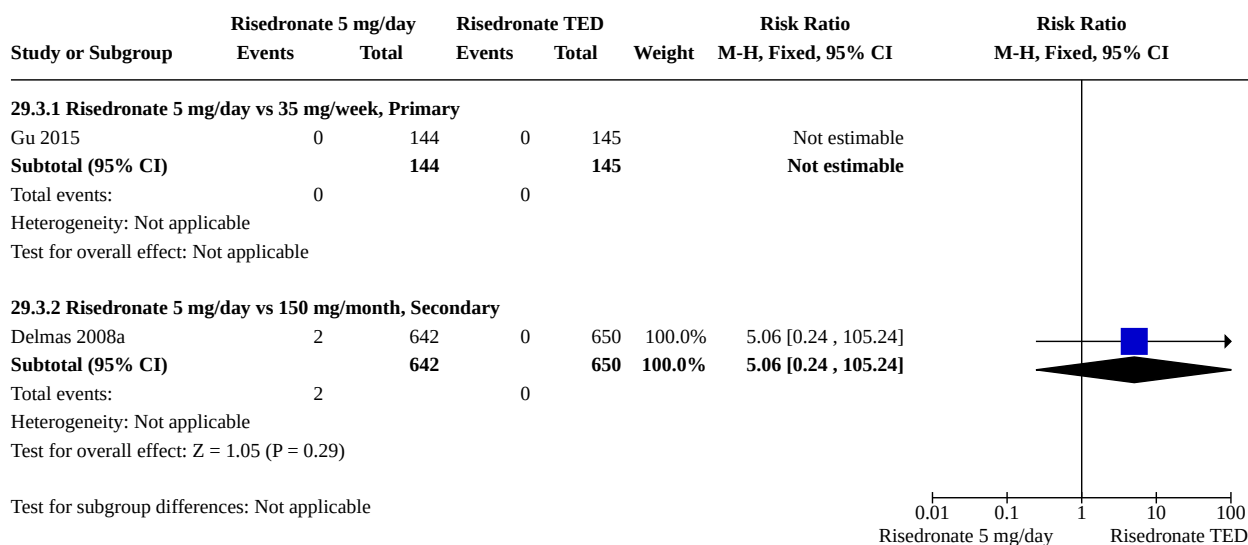 Risedronate 5 mg/day Risedronate TED Risk Ratio Risk Ratio
Study or Subgroup Events Total Events Total Weight M-H, Fixed, 95% CI M-H, Fixed, 95% CI
29.3.1 Risedronate 5 mg/day vs 35 mg/week, Primary
Gu 2015 0 144 0 145 Not estimable
Subtotal (95% CI) 144 145 Not estimable
Total events: 0 0
Heterogeneity: Not applicable
Test for overall effect: Not applicable
29.3.2 Risedronate 5 mg/day vs 150 mg/month, Secondary
Delmas 2008a 2 642 0 650 100.0% 5.06 [0.24 , 105.24]
Subtotal (95% CI) 642 650 100.0% 5.06 [0.24 , 105.24]
Total events: 2 0
Heterogeneity: Not applicable
Test for overall effect: Z = 1.05 (P = 0.29)
Test for subgroup differences: Not applicable
0.01 0.1 1 10 100
Risedronate 5 mg/day Risedronate TED